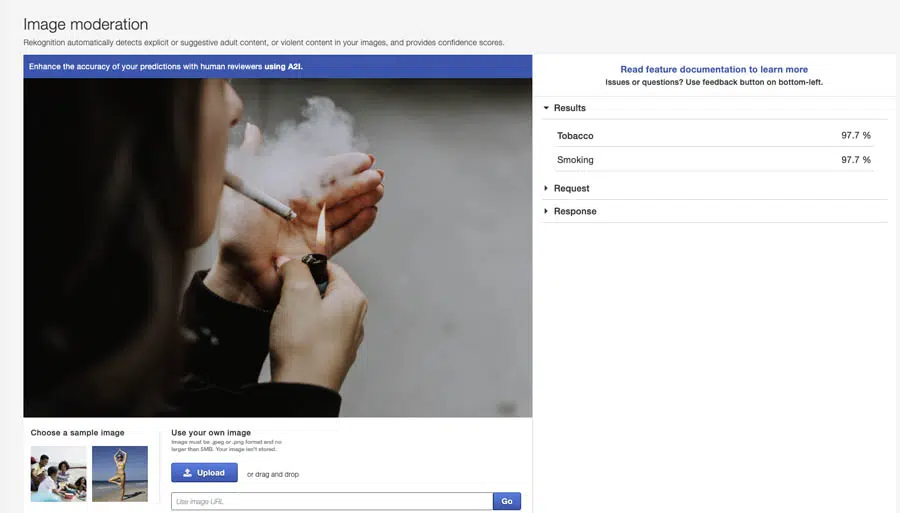 Image moderation
Rekognition automatically detects explicit or suggestive adult content, or violent content in your images, and provides confidence scores.
Enhance the accuracy of your predictions with human reviewers using A2I.
Read feature documentation to learn more
Issues or questions? Use feedback button on bottom-left.
Results
Tobacco 97.7 %
Smoking 97.7 %
Request
Response
Choose a sample image
Use your own image
Image must be .jpeg or .png format and no
larger than 5MB. Your image isn't stored.
Upload or drag and drop
Use image URL Go